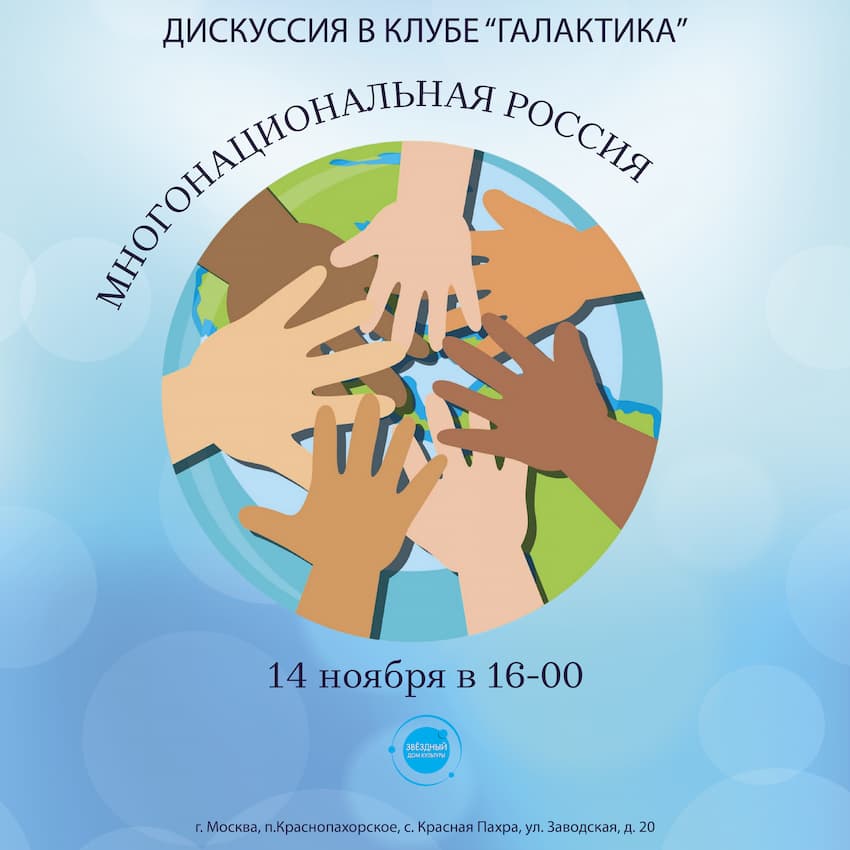 ДИСКУССИЯ В КЛУБЕ “ГАЛАКТИКА”
МНОГОНАЦИОНАЛЬНАЯ РОССИЯ
14 ноября в 16-00
ЗВЁЗДНЫЙ
ДОМ КУЛЬТУРЫ
г. Москва, п.Краснопахорское, с. Красная Пахра, ул. Заводская, д. 20